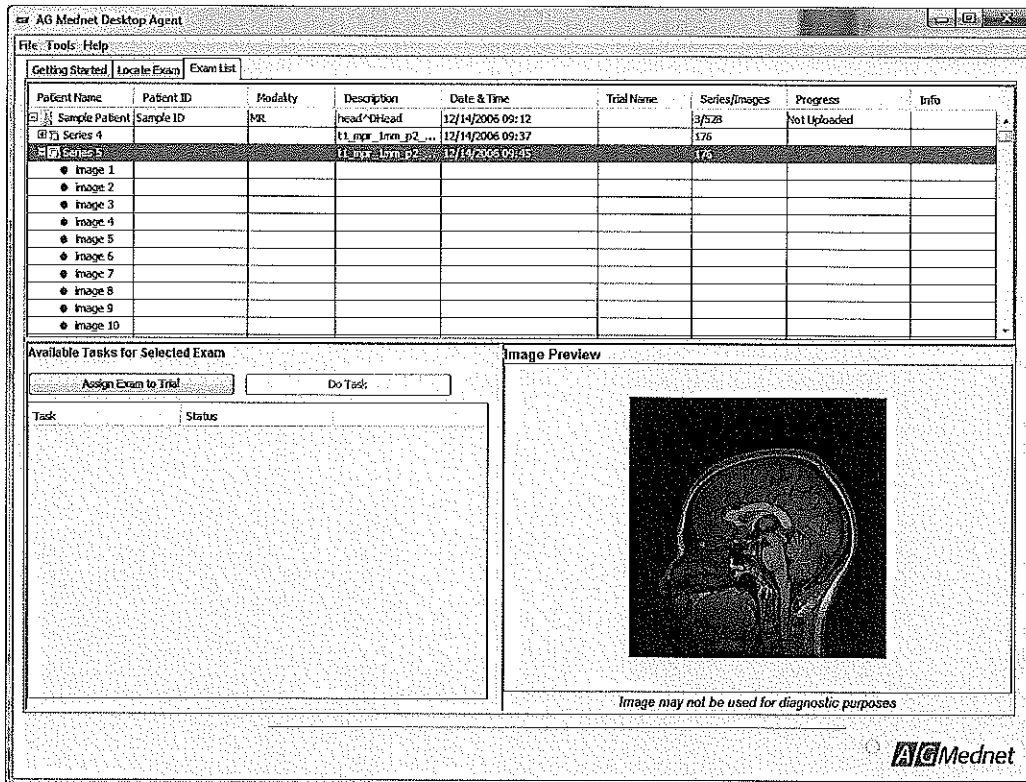 AG Mednet Desktop Agent
File Tools Help
Getting Started Locate Exam Exam List
Patient Name Patient ID Modality Description Date & Time Trial Name Series/Images Progress Info
Sample Patient Sample ID MR head^DHead 12/14/2006 09:12 3/528 Not Uploaded
Series 4 t1_mpr_1mm_p2_... 12/14/2006 09:37 176
Series 5 t1_mpr_1mm_p2_... 12/14/2006 09:45 176
Image 1
Image 2
Image 3
Image 4
Image 5
Image 6
Image 7
Image 8
Image 9
Image 10
Available Tasks for Selected Exam
Assign Exam to Trial Do Task
Task Status
Image Preview
Image may not be used for diagnostic purposes
AG Mednet